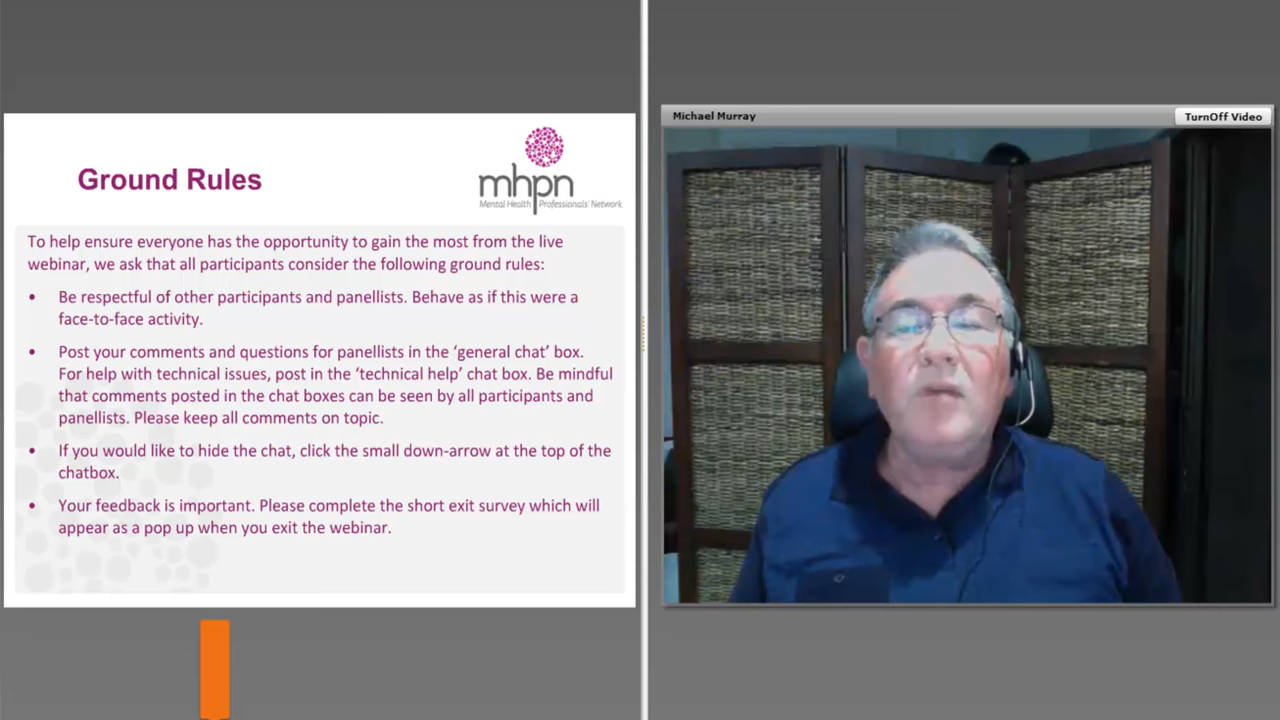 Ground Rules
mhpn
Mental Health Professionals' Network
To help ensure everyone has the opportunity to gain the most from the live
webinar, we ask that all participants consider the following ground rules:
• Be respectful of other participants and panellists. Behave as if this were a
face-to-face activity.
• Post your comments and questions for panellists in the ‘general chat’ box.
For help with technical issues, post in the ‘technical help’ chat box. Be mindful
that comments posted in the chat boxes can be seen by all participants and
panellists. Please keep all comments on topic.
• If you would like to hide the chat, click the small down-arrow at the top of the
chatbox.
• Your feedback is important. Please complete the short exit survey which will
appear as a pop up when you exit the webinar.
Michael Murray
TurnOff Video